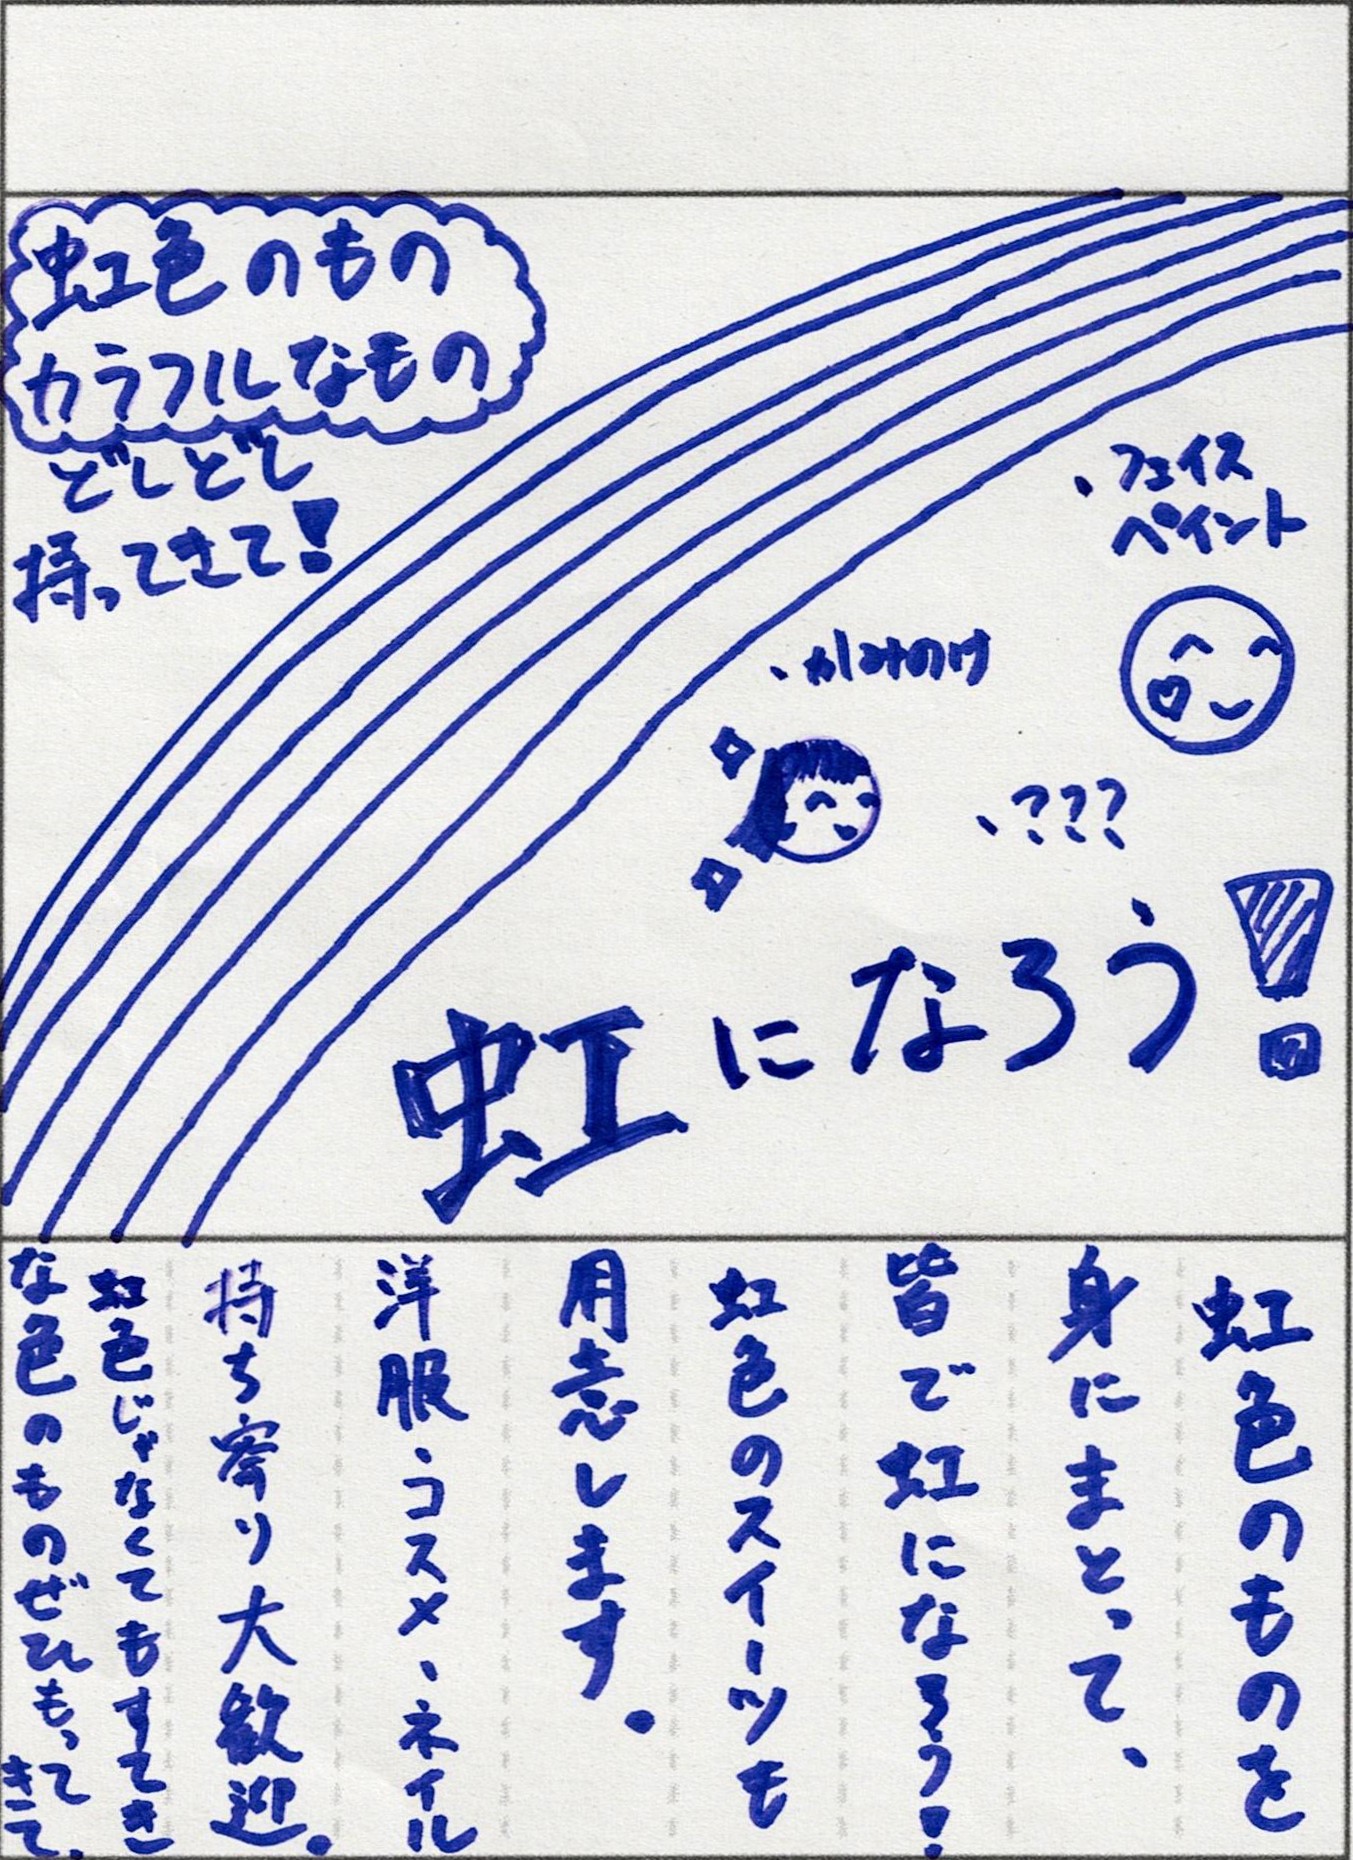 虹色のもの
カラフルなもの
どしどし
持ってきて!
・フェイス
ペイント
・かみのけ
・???
虹になろう!
虹色のものを
身にまとって、
皆で虹になろう!
虹色のスイーツも
用意します。
洋服、コスメ、ネイル
持ち寄り大歓迎。
虹色じゃなくてもすてき
な色のものぜひもってきて。